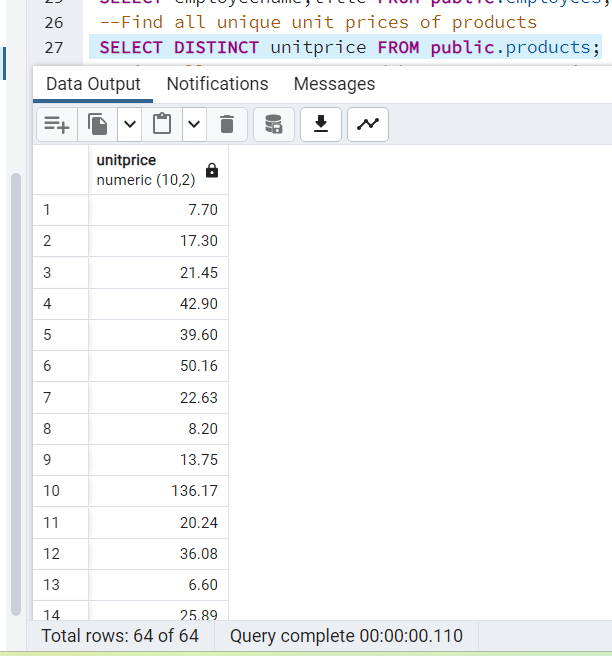 26 --Find all unique unit prices of products
27 SELECT DISTINCT unitprice FROM public.products;
Data Output Notifications Messages
unitprice
numeric (10,2)
1 7.70
2 17.30
3 21.45
4 42.90
5 39.60
6 50.16
7 22.63
8 8.20
9 13.75
10 136.17
11 20.24
12 36.08
13 6.60
14 25.89
Total rows: 64 of 64 Query complete 00:00:00.110